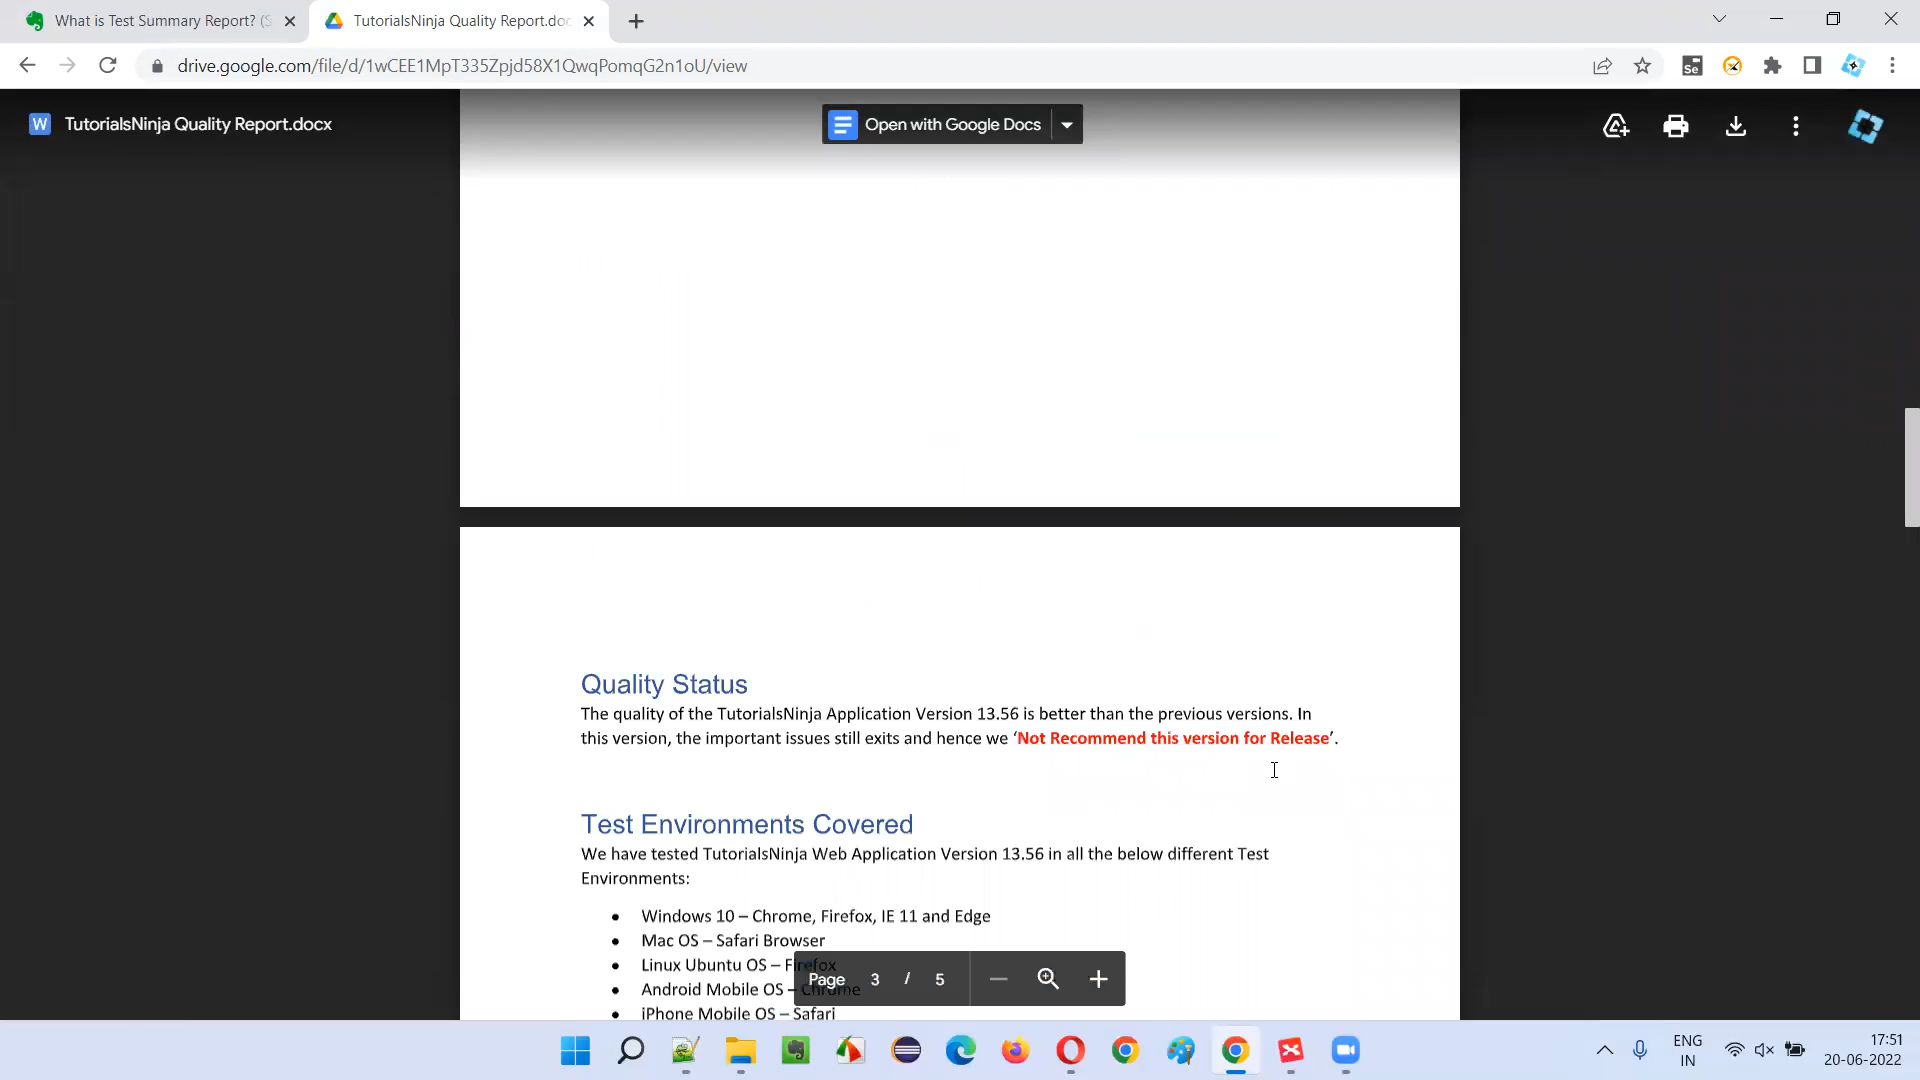 What is Test Summary Report? (S
TutorialsNinja Quality Report.doc
drive.google.com/file/d/1wCEE1MpT335Zpjd58X1QwqPomqG2n1oU/view
W
TutorialsNinja Quality Report.docx
Open with Google Docs
Quality Status
The quality of the TutorialsNinja Application Version 13.56 is better than the previous versions. In
this version, the important issues still exits and hence we ‘Not Recommend this version for Release’.
Test Environments Covered
We have tested TutorialsNinja Web Application Version 13.56 in all the below different Test
Environments:
• Windows 10 – Chrome, Firefox, IE 11 and Edge
• Mac OS – Safari Browser
• Linux Ubuntu OS – Firefox
• Android Mobile OS – Chrome
• iPhone Mobile OS – Safari
Page 3 / 5
Se
ENG
IN
17:51
20-06-2022